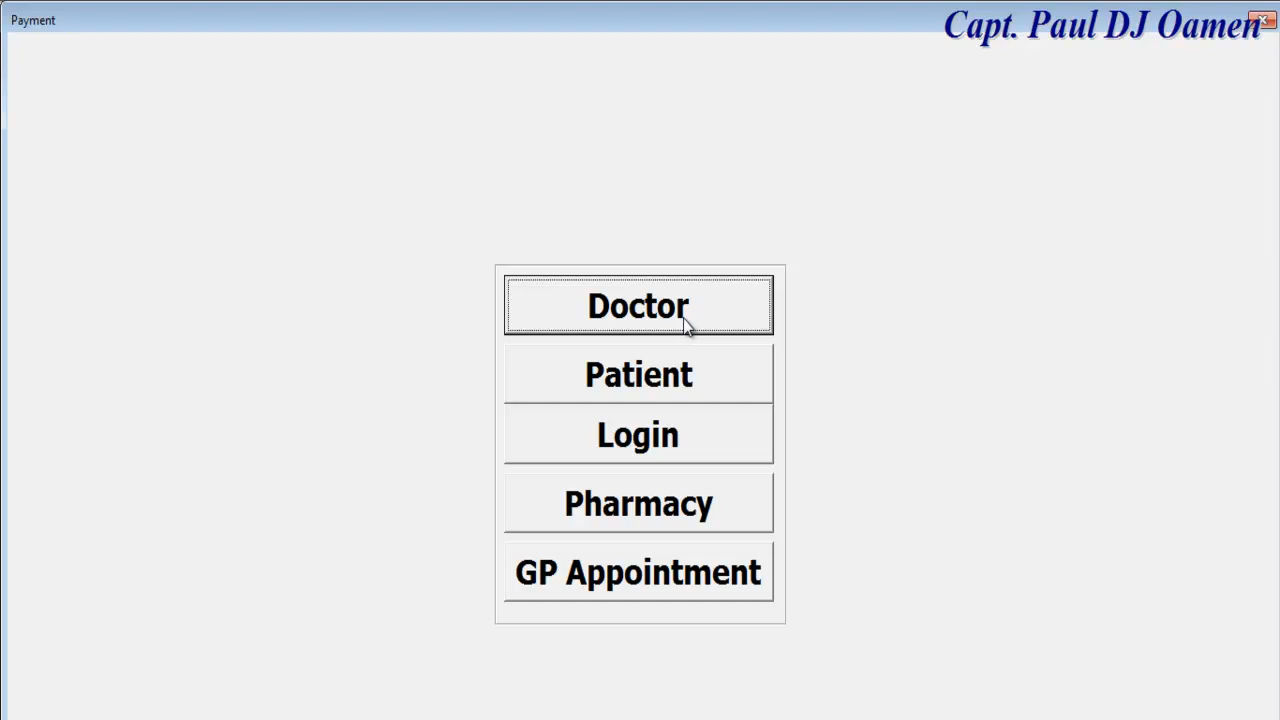 Payment
Capt. Paul DJ Oamen
Doctor
Patient
Login
Pharmacy
GP Appointment